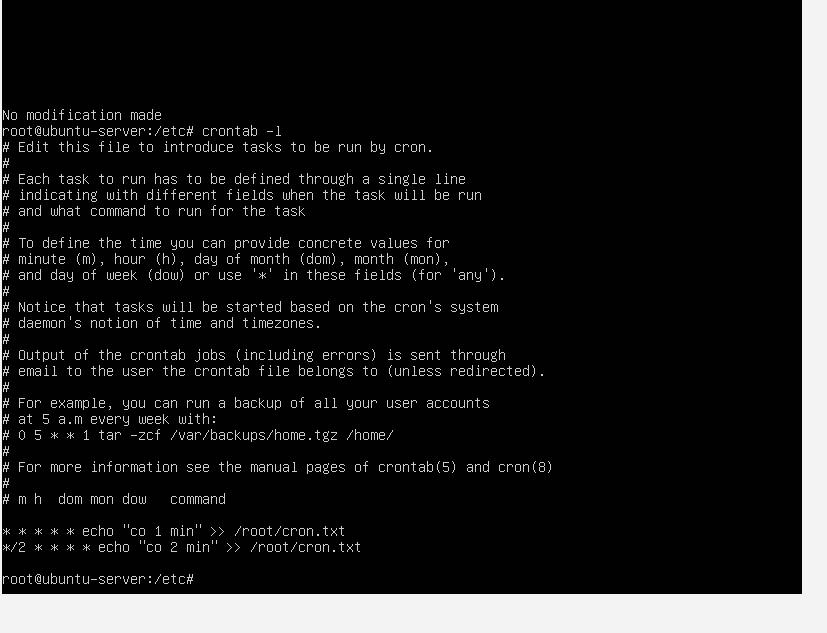 No modification made
root@ubuntu-server:/etc# crontab -l
# Edit this file to introduce tasks to be run by cron.
#
# Each task to run has to be defined through a single line
# indicating with different fields when the task will be run
# and what command to run for the task
#
# To define the time you can provide concrete values for
# minute (m), hour (h), day of month (dom), month (mon),
# and day of week (dow) or use '*' in these fields (for 'any').
#
# Notice that tasks will be started based on the cron's system
# daemon's notion of time and timezones.
#
# Output of the crontab jobs (including errors) is sent through
# email to the user the crontab file belongs to (unless redirected).
#
# For example, you can run a backup of all your user accounts
# at 5 a.m every week with:
# 0 5 * * 1 tar -zcf /var/backups/home.tgz /home/
#
# For more information see the manual pages of crontab(5) and cron(8)
#
# m h  dom mon dow   command
* * * * * echo "co 1 min" >> /root/cron.txt
*/2 * * * * echo "co 2 min" >> /root/cron.txt
root@ubuntu-server:/etc#